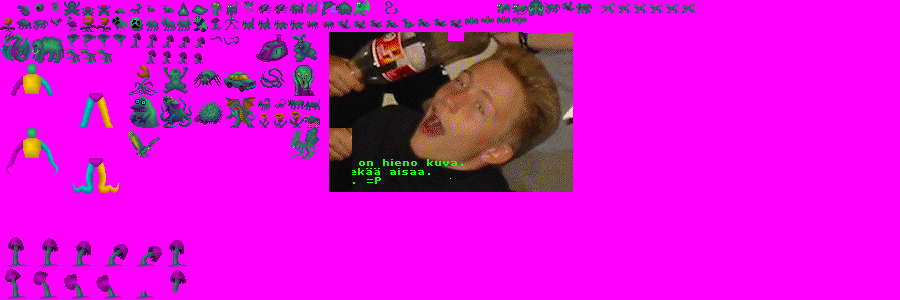 on hieno kuva.
ekää aisaa.
. =P